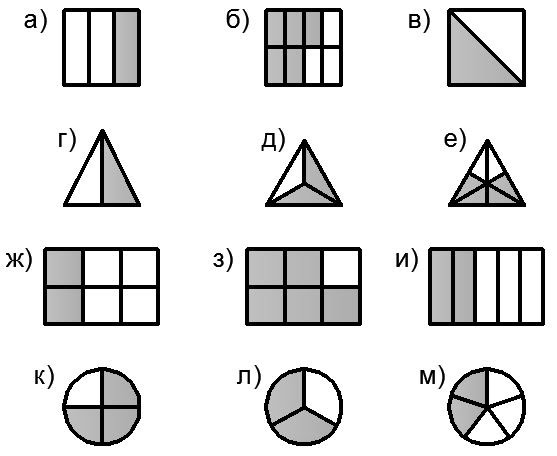 а) б) в)
г) д) е)
ж) з) и)
к) л) м)